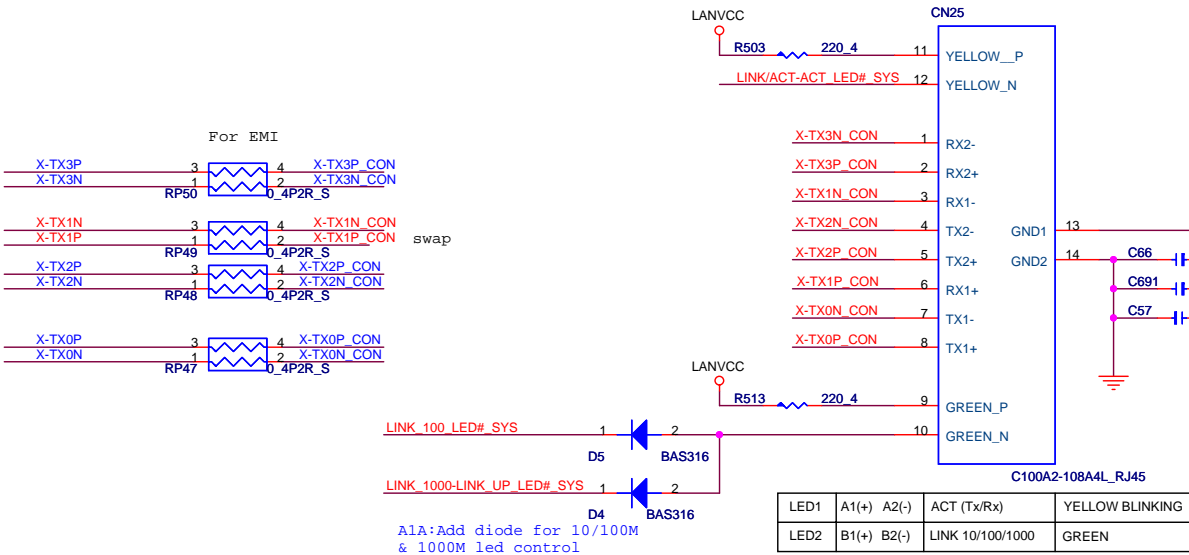 LANVCC
CN25
R503 220_4 11 YELLOW__P
LINK/ACT-ACT_LED#_SYS 12 YELLOW_N
For EMI
X-TX3P 3 4 X-TX3P_CON
X-TX3N 1 2 X-TX3N_CON
RP50 0_4P2R_S
X-TX1N 3 4 X-TX1N_CON
X-TX1P 1 2 X-TX1P_CON swap
RP49 0_4P2R_S
X-TX2P 3 4 X-TX2P_CON
X-TX2N 1 2 X-TX2N_CON
RP48 0_4P2R_S
X-TX0P 3 4 X-TX0P_CON
X-TX0N 1 2 X-TX0N_CON
RP47 0_4P2R_S
X-TX3N_CON 1 RX2-
X-TX3P_CON 2 RX2+
X-TX1N_CON 3 RX1-
X-TX2N_CON 4 TX2- GND1 13
X-TX2P_CON 5 TX2+ GND2 14 C66
X-TX1P_CON 6 RX1+ C691
X-TX0N_CON 7 TX1- C57
X-TX0P_CON 8 TX1+
LANVCC
R513 220_4 9 GREEN_P
LINK_100_LED#_SYS 1 2 10 GREEN_N
D5 BAS316
LINK_1000-LINK_UP_LED#_SYS 1 2
D4 BAS316
C100A2-108A4L_RJ45
A1A:Add diode for 10/100M
& 1000M led control
LED1 A1(+) A2(-) ACT (Tx/Rx) YELLOW BLINKING
LED2 B1(+) B2(-) LINK 10/100/1000 GREEN